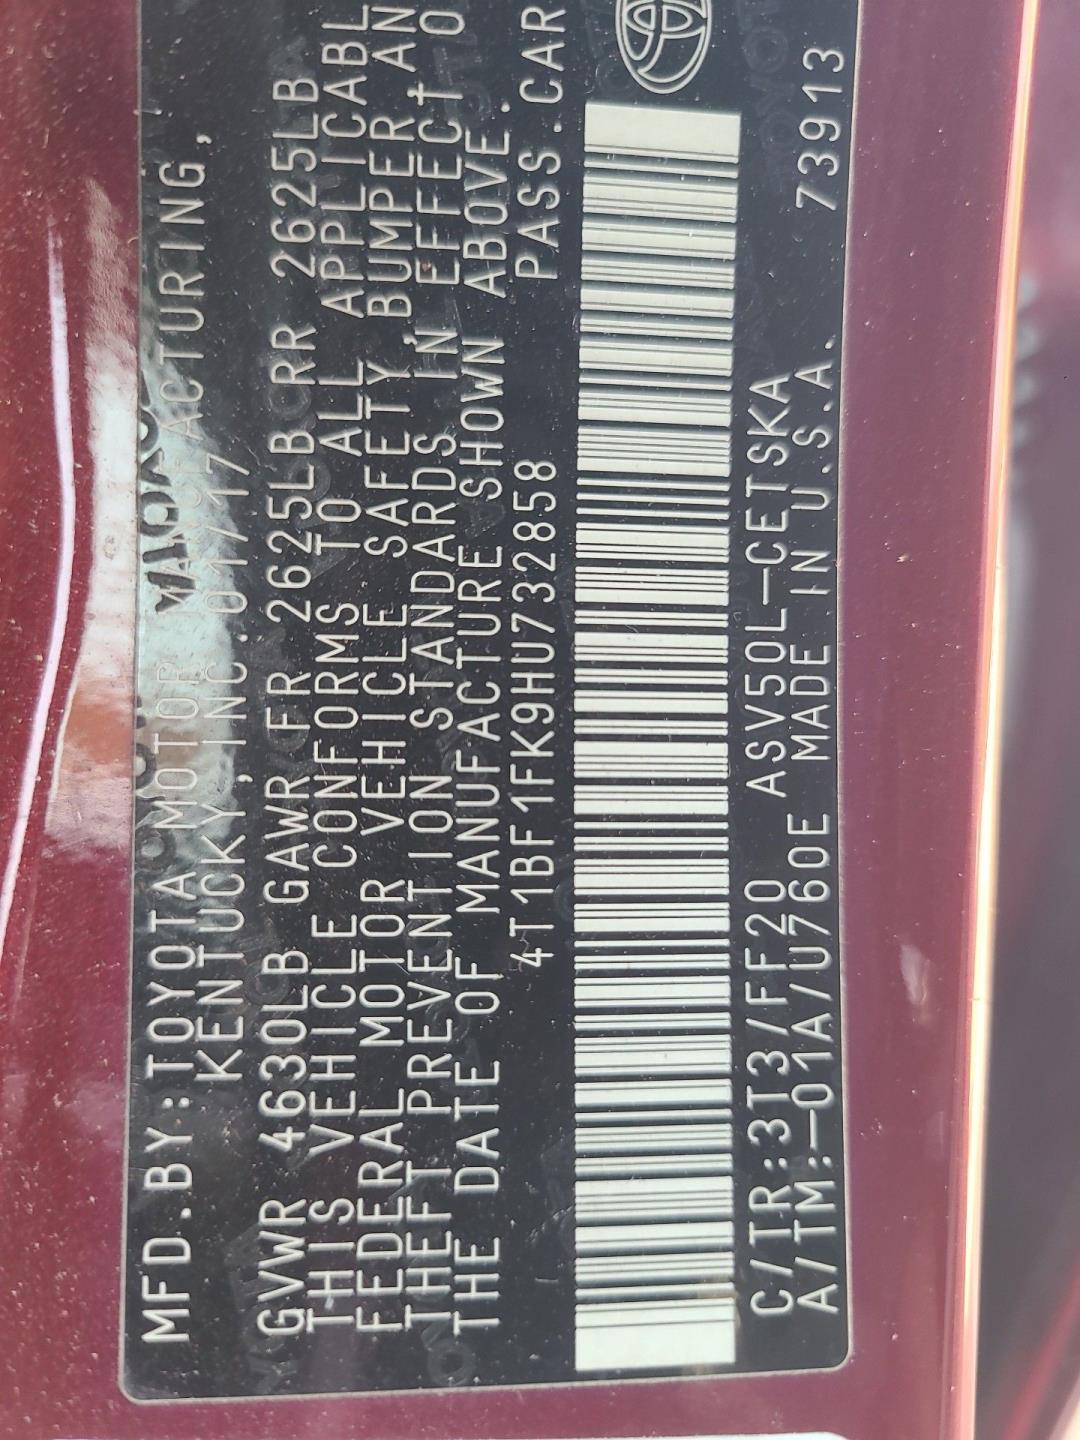 MFD.BY:TOYOTA MOTOR
ACTURING,
KENTUCKY,INC. 01/17
GVWR 4630LB GAWR FR 2625LB RR 2625LB
THIS VEHICLE CONFORMS TO ALL APPLICABL
FEDERAL MOTOR VEHICLE SAFETY,BUMPER,AN
THEFT PREVENTION STANDARDS IN EFFECT O
THE DATE OF MANUFACTURE SHOWN ABOVE.
4T1BF1FK9HU732858 PASS.CAR
C/TR:3T3/FF20 ASV50L-CETSKA
A/TM:-01A/U760E MADE IN U.S.A. 73913